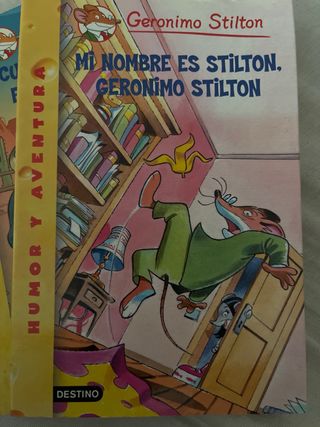 Geronimo Stilton
MI NOMBRE ES STILTON,
GERONIMO STILTON
HUMOR Y AVENTURA
DESTINO